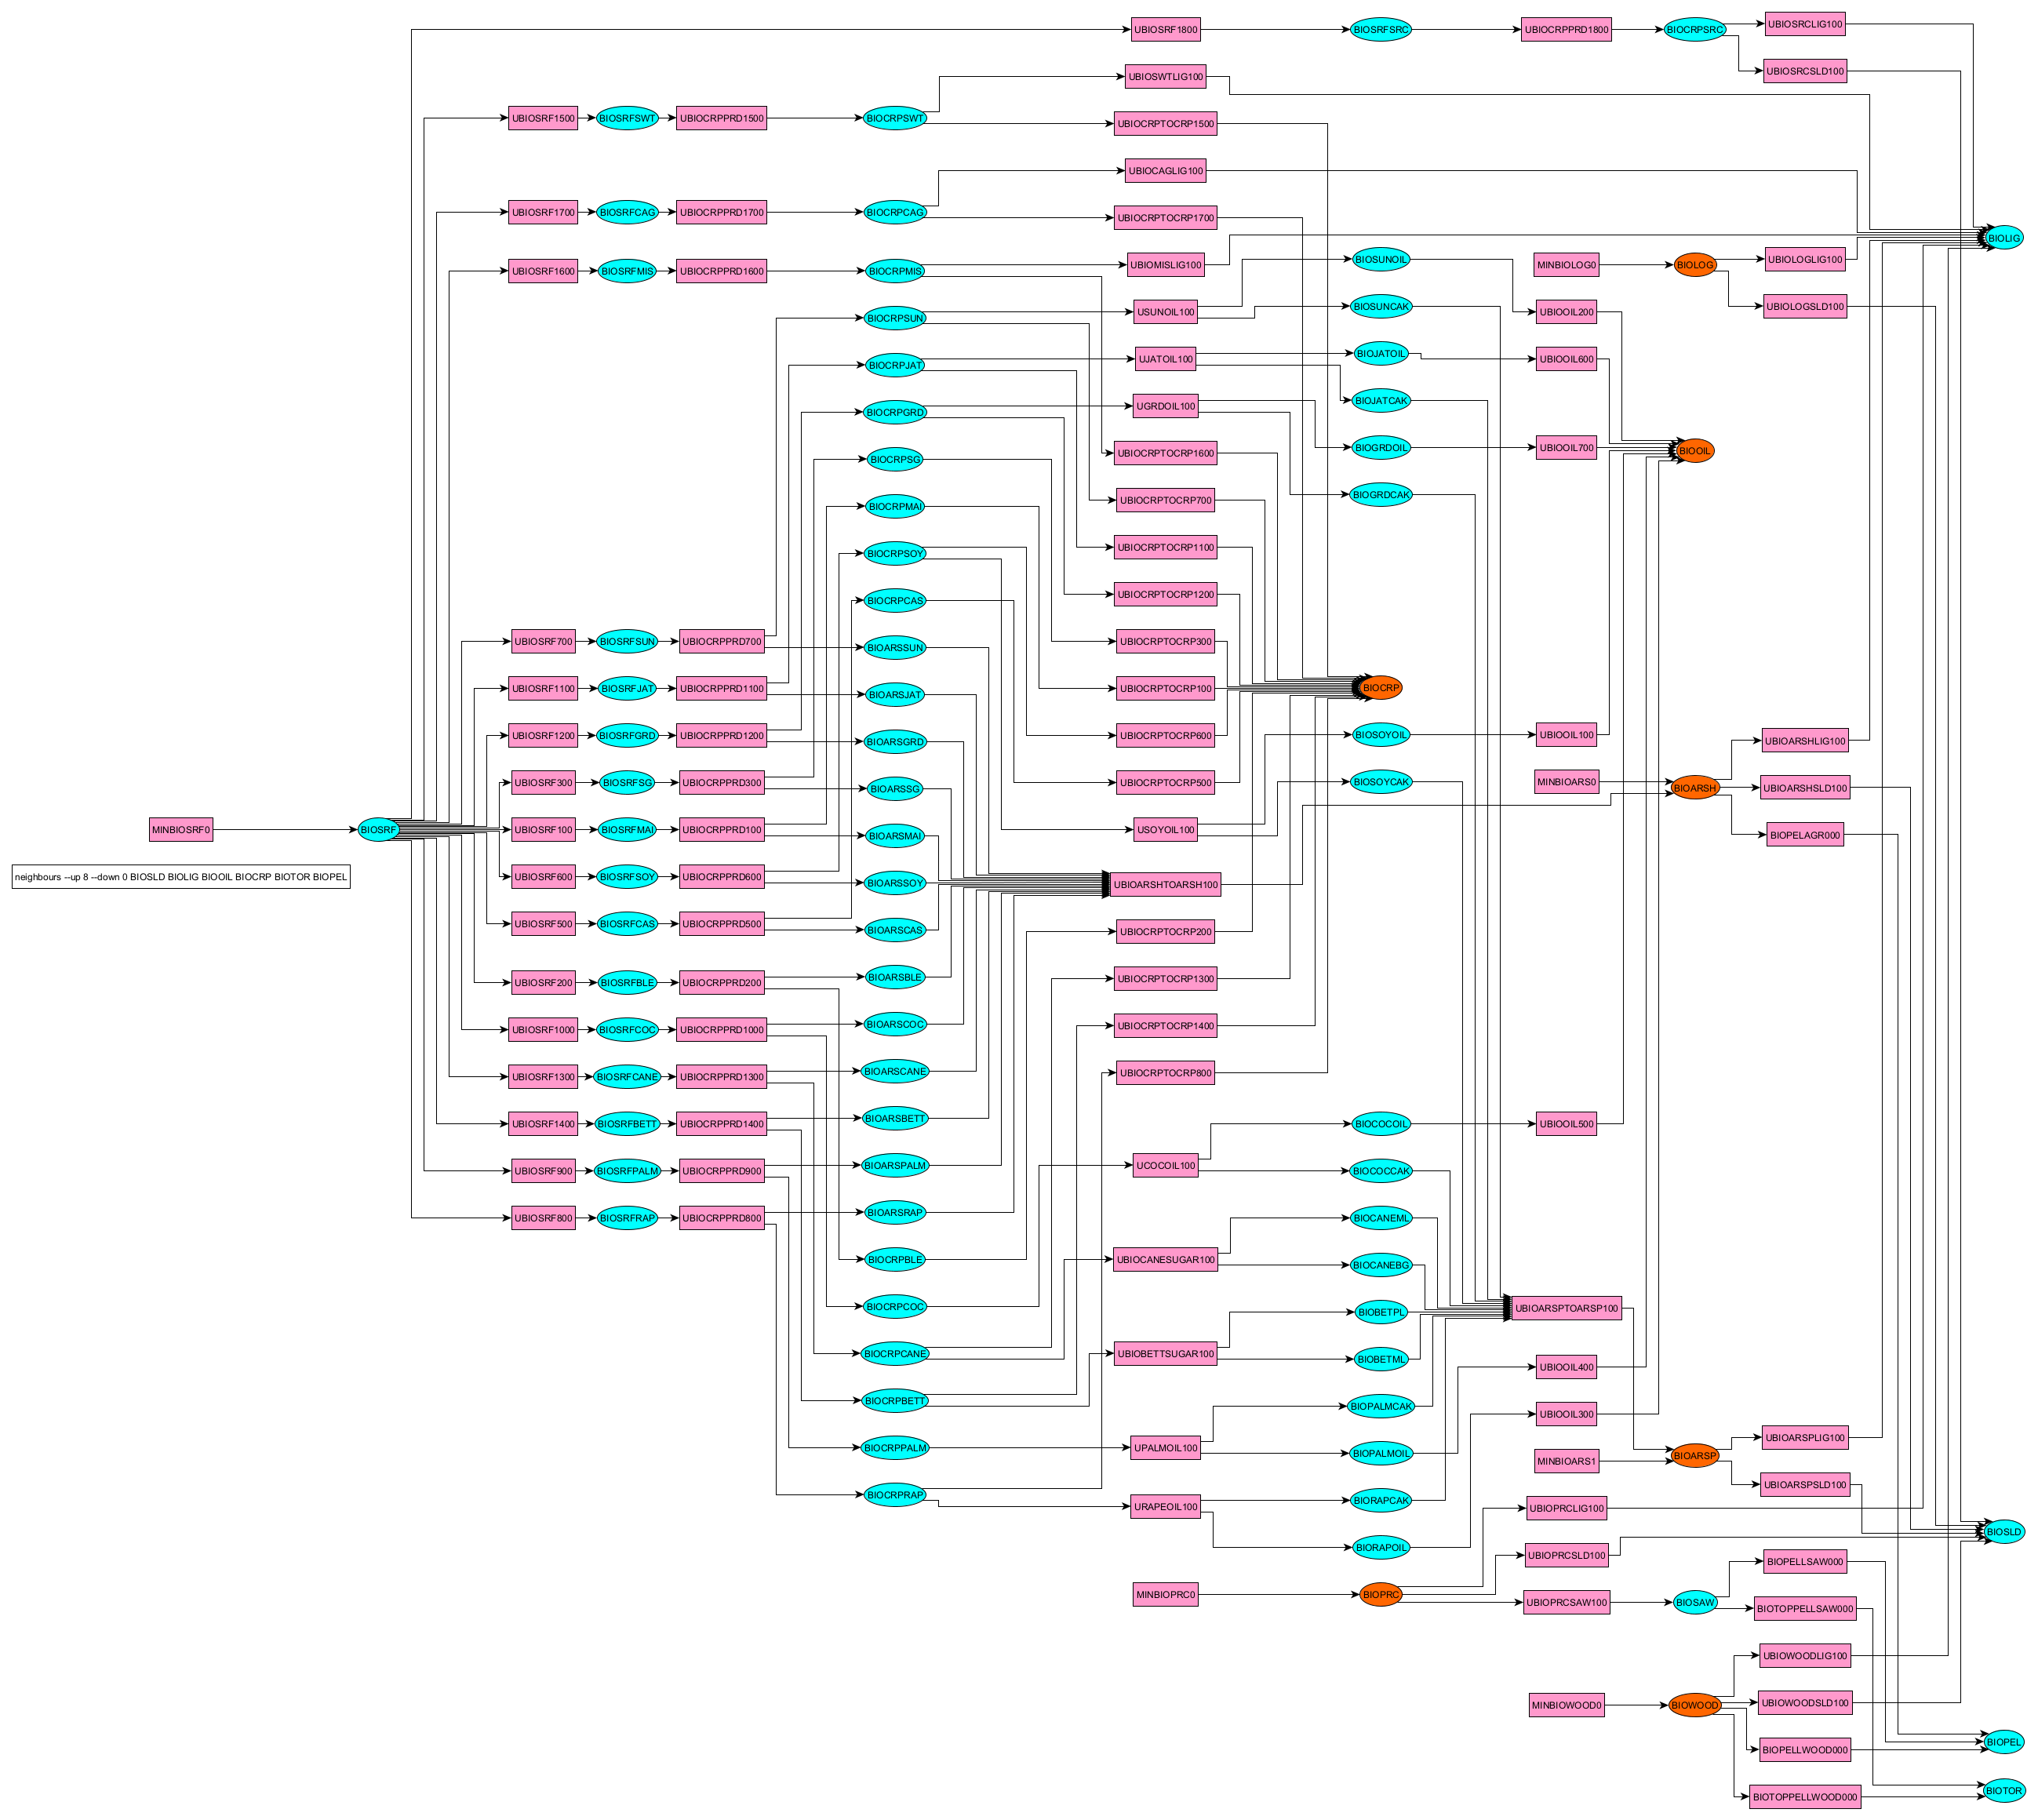 UBIOSRF1800
BIOSRFSRC
UBIOCRPPRD1800
BIOCRPSRC
UBIOSRCLIG100
UBIOSRCSLD100
UBIOSWTLIG100
UBIOSRF1500
BIOSRFSWT
UBIOCRPPRD1500
BIOCRPSWT
UBIOCRPTOCRP1500
UBIOCAGLIG100
UBIOSRF1700
BIOSRFCAG
UBIOCRPPRD1700
BIOCRPCAG
UBIOCRPTOCRP1700
BIOLIG
UBIOSRF1600
BIOSRFMIS
UBIOCRPPRD1600
BIOCRPMIS
UBIOMISLIG100
BIOSUNOIL
MINBIOLOG0
BIOLOG
UBIOLOGLIG100
BIOCRPSUN
USUNOIL100
BIOSUNCAK
UBIOOIL200
UBIOLOGSLD100
BIOCRPJAT
UJATOIL100
BIOJATOIL
UBIOOIL600
BIOCRPGRD
UGRDOIL100
BIOJATCAK
BIOCRPSG
UBIOCRPTOCRP1600
BIOGRDOIL
UBIOOIL700
BIOOIL
BIOCRPMAI
UBIOCRPTOCRP700
BIOGRDCAK
BIOCRPSOY
UBIOCRPTOCRP1100
BIOCRPCAS
UBIOCRPTOCRP1200
UBIOSRF700
BIOSRFSUN
UBIOCRPPRD700
BIOARSSUN
UBIOCRPTOCRP300
UBIOSRF1100
BIOSRFJAT
UBIOCRPPRD1100
BIOARSJAT
UBIOCRPTOCRP100
BIOCRP
UBIOSRF1200
BIOSRFGRD
UBIOCRPPRD1200
BIOARSGRD
UBIOCRPTOCRP600
BIOSOYOIL
UBIOOIL100
UBIOARSHLIG100
UBIOSRF300
BIOSRFSG
UBIOCRPPRD300
BIOARSSG
UBIOCRPTOCRP500
BIOSOYCAK
MINBIOARS0
BIOARSH
UBIOARSHSLD100
MINBIOSRF0
BIOSRF
UBIOSRF100
BIOSRFMAI
UBIOCRPPRD100
BIOARSMAI
USOYOIL100
BIOPELAGR000
neighbours --up 8 --down 0 BIOSLD BIOLIG BIOOIL BIOCRP BIOTOR BIOPEL
UBIOSRF600
BIOSRFSOY
UBIOCRPPRD600
BIOARSSOY
UBIOARSHTOARSH100
UBIOSRF500
BIOSRFCAS
UBIOCRPPRD500
BIOARSCAS
UBIOCRPTOCRP200
UBIOSRF200
BIOSRFBLE
UBIOCRPPRD200
BIOARSBLE
UBIOCRPTOCRP1300
UBIOSRF1000
BIOSRFCOC
UBIOCRPPRD1000
BIOARSCOC
UBIOCRPTOCRP1400
UBIOSRF1300
BIOSRFCANE
UBIOCRPPRD1300
BIOARSCANE
UBIOCRPTOCRP800
UBIOSRF1400
BIOSRFBETT
UBIOCRPPRD1400
BIOARSBETT
BIOCOCOIL
UBIOOIL500
UBIOSRF900
BIOSRFPALM
UBIOCRPPRD900
BIOARSPALM
UCOCOIL100
BIOCOCCAK
UBIOSRF800
BIOSRFRAP
UBIOCRPPRD800
BIOARSRAP
BIOCANEML
BIOCRPBLE
UBIOCANESUGAR100
BIOCANEBG
BIOCRPCOC
BIOBETPL
UBIOARSPTOARSP100
BIOCRPCANE
UBIOBETTSUGAR100
BIOBETML
UBIOOIL400
BIOCRPBETT
BIOPALMCAK
UBIOOIL300
BIOCRPPALM
UPALMOIL100
BIOPALMOIL
MINBIOARS1
BIOARSP
UBIOARSPLIG100
BIOCRPRAP
URAPEOIL100
BIORAPCAK
UBIOPRCLIG100
UBIOARSPSLD100
BIORAPOIL
UBIOPRCSLD100
BIOPELLSAW000
BIOSLD
MINBIOPRC0
BIOPRC
UBIOPRCSAW100
BIOSAW
BIOTOPPELLSAW000
UBIOWOODLIG100
MINBIOWOOD0
BIOWOOD
UBIOWOODSLD100
BIOPELLWOOD000
BIOPEL
BIOTOPPELLWOOD000
BIOTOR